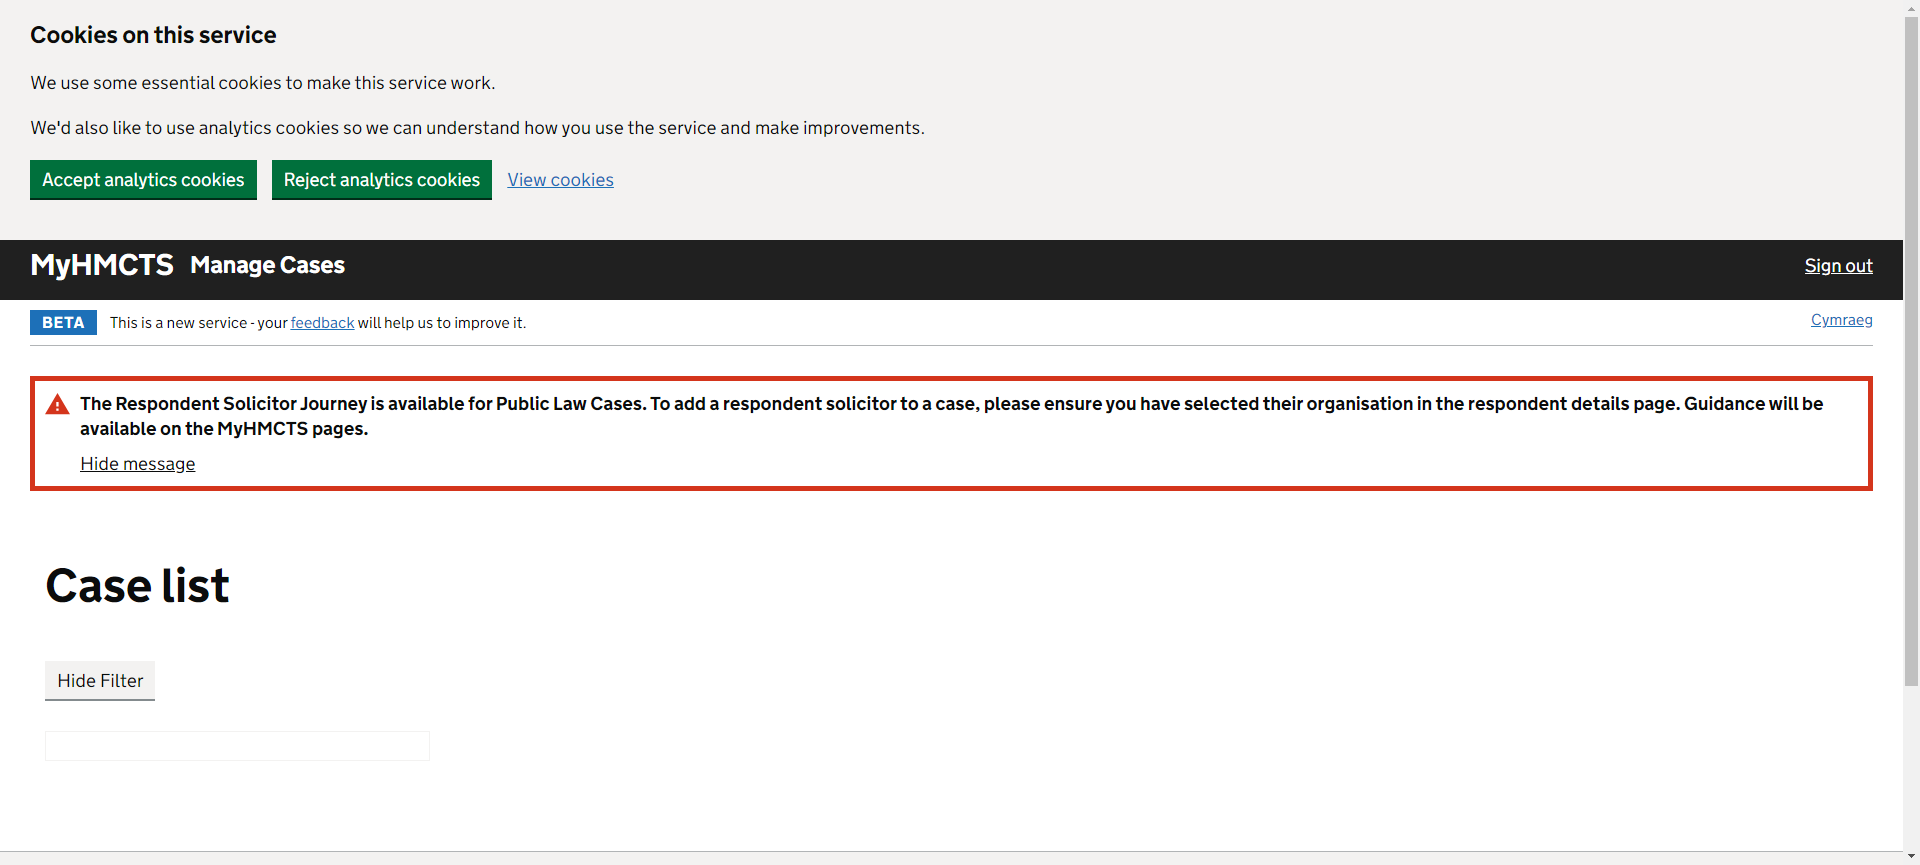 Cookies on this service
We use some essential cookies to make this service work.
We'd also like to use analytics cookies so we can understand how you use the service and make improvements.
Accept analytics cookies Reject analytics cookies View cookies
MyHMCTS Manage Cases Sign out
BETA This is a new service - your feedback will help us to improve it. Cymraeg
The Respondent Solicitor Journey is available for Public Law Cases. To add a respondent solicitor to a case, please ensure you have selected their organisation in the respondent details page. Guidance will be
available on the MyHMCTS pages.
Hide message
Case list
Hide Filter